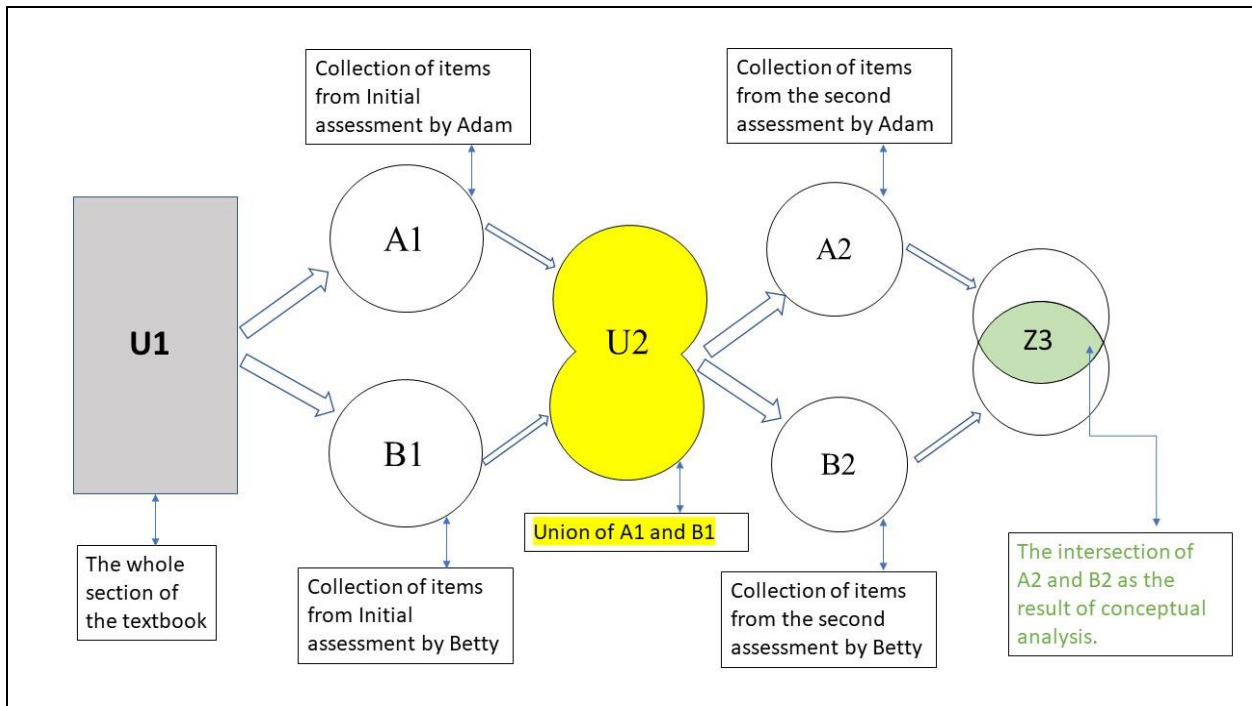 Collection of items
from Initial
assessment by Adam
Collection of items
from the second
assessment by Adam
A1
A2
U1
U2
Z3
B1
B2
Union of A1 and B1
The whole
section of
the textbook
Collection of items
from Initial
assessment by Betty
Collection of items
from the second
assessment by Betty
The intersection of
A2 and B2 as the
result of conceptual
analysis.